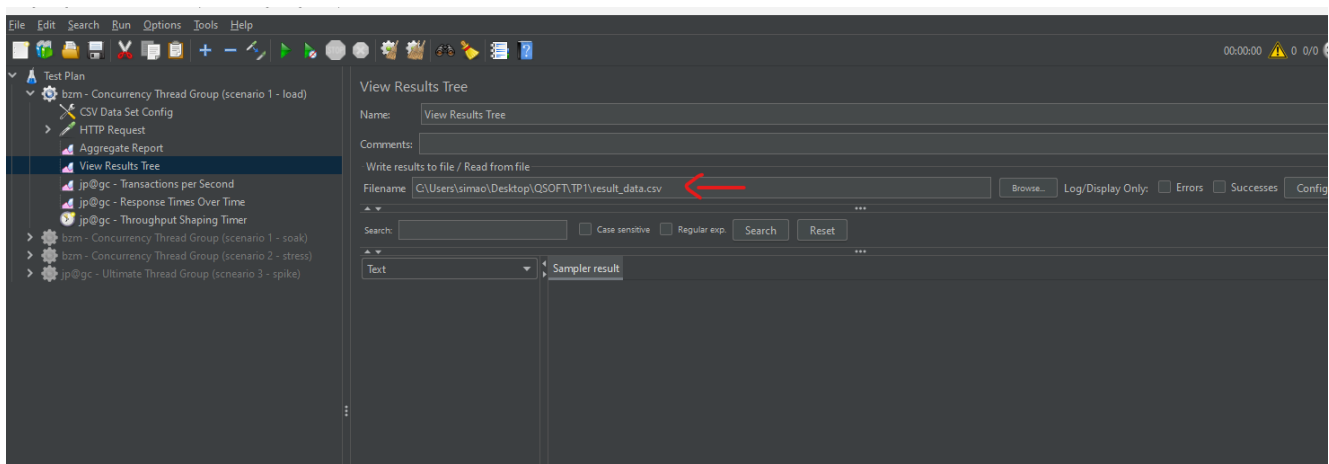 File Edit Search Run Options Tools Help
00:00:00 0 0/0
Test Plan
bzm - Concurrency Thread Group (scenario 1 - load)
CSV Data Set Config
HTTP Request
Aggregate Report
View Results Tree
jp@gc - Transactions per Second
jp@gc - Response Times Over Time
jp@gc - Throughput Shaping Timer
bzm - Concurrency Thread Group (scenario 1 - soak)
bzm - Concurrency Thread Group (scenario 2 - stress)
jp@gc - Ultimate Thread Group (scneario 3 - spike)
View Results Tree
Name: View Results Tree
Comments:
Write results to file / Read from file
Filename C:\Users\simao\Desktop\QSOFT\TP1\result_data.csv Browse... Log/Display Only: Errors Successes Config
Search: Case sensitive Regular exp. Search Reset
Text Sampler result